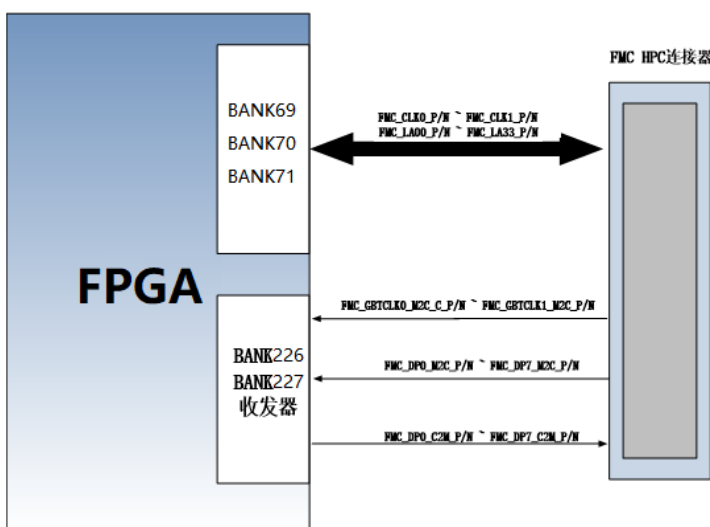 FMC HPC连接器
BANK69
BANK70
BANK71
FMC_CLK0_P/N ~ FMC_CLK1_P/N
FMC_LA00_P/N ~ FMC_LA33_P/N
FPGA
FMC_GBTCLK0_M2C_C_P/N ~ FMC_GBTCLK1_M2C_P/N
BANK226
BANK227
收发器
FMC_DP0_M2C_P/N ~ FMC_DP7_M2C_P/N
FMC_DP0_C2M_P/N ~ FMC_DP7_C2M_P/N